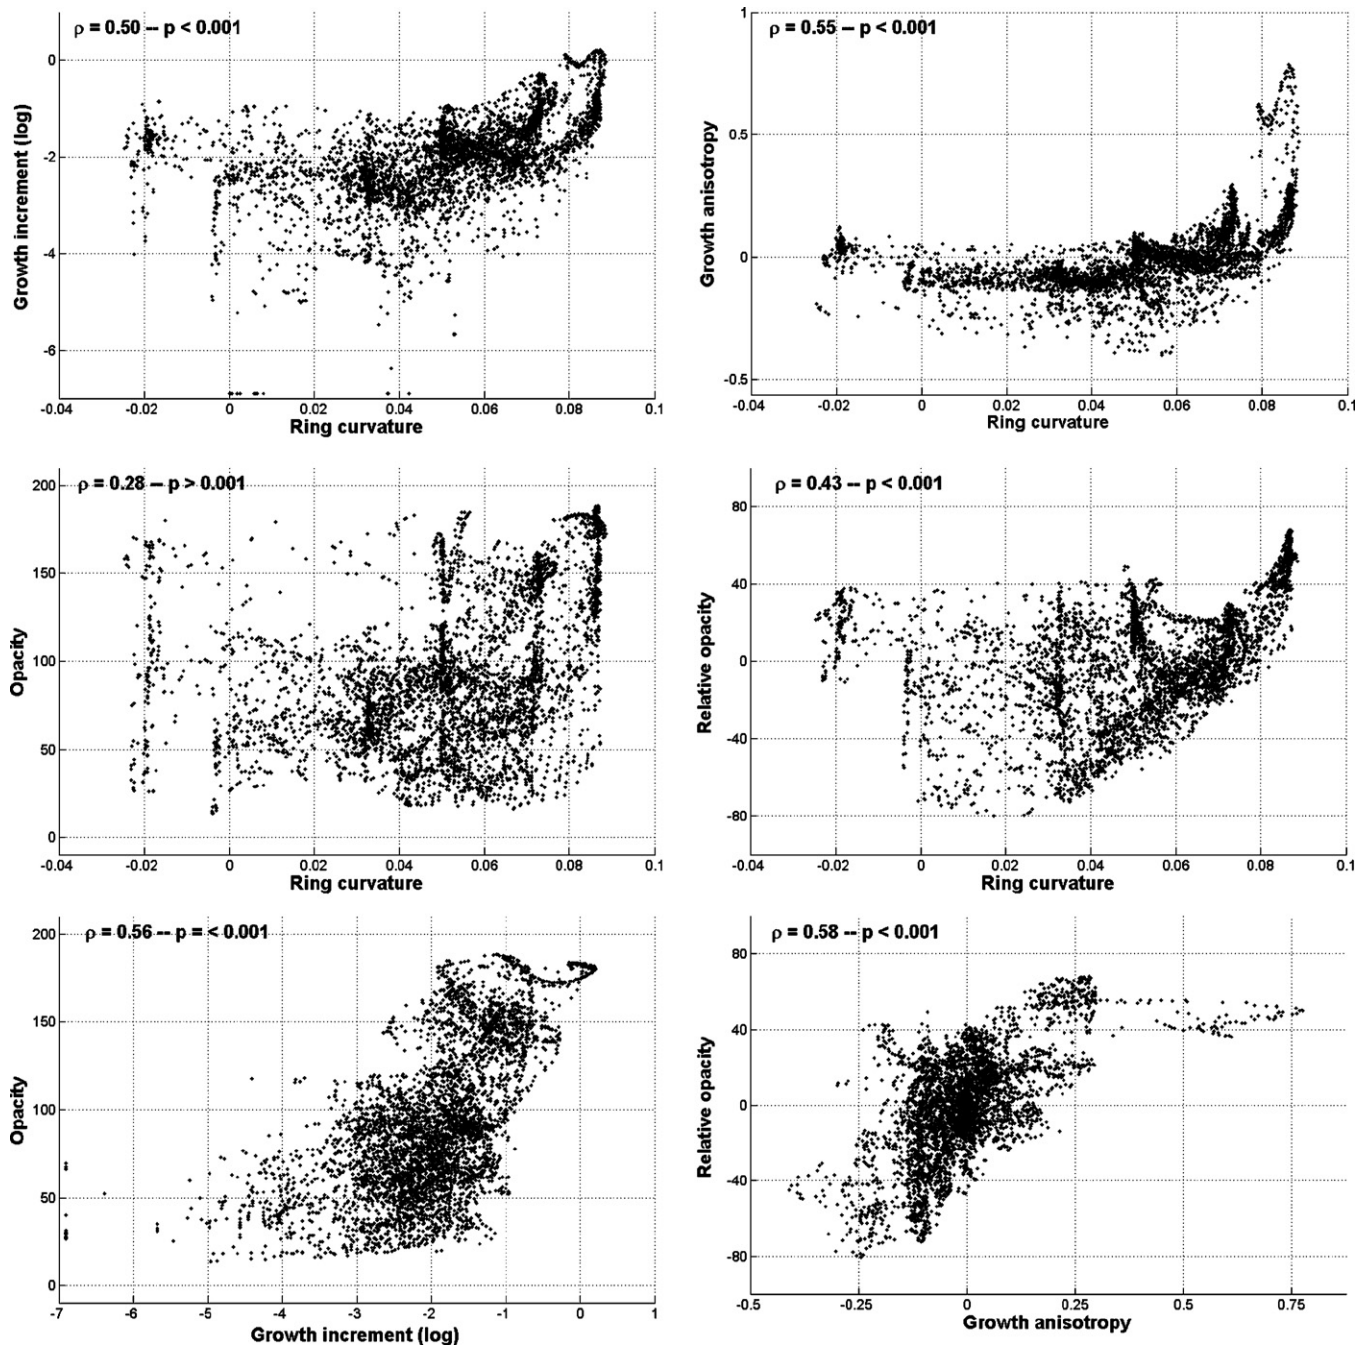 ρ = 0.50 -- p < 0.001
0
-2
-4
-6
Growth increment (log)
-0.04 -0.02 0 0.02 0.04 0.06 0.08 0.1
Ring curvature
ρ = 0.55 -- p < 0.001
1
0.5
0
-0.5
Growth anisotropy
-0.04 -0.02 0 0.02 0.04 0.06 0.08 0.1
Ring curvature
ρ = 0.28 -- p > 0.001
200
150
100
50
0
Opacity
-0.04 -0.02 0 0.02 0.04 0.06 0.08 0.1
Ring curvature
ρ = 0.43 -- p < 0.001
80
40
0
-40
-80
Relative opacity
-0.04 -0.02 0 0.02 0.04 0.06 0.08 0.1
Ring curvature
ρ = 0.56 -- p = < 0.001
200
150
100
50
0
Opacity
-7 -6 -5 -4 -3 -2 -1 0 1
Growth increment (log)
ρ = 0.58 -- p < 0.001
80
40
0
-40
-80
Relative opacity
-0.5 -0.25 0 0.25 0.5 0.75
Growth anisotropy